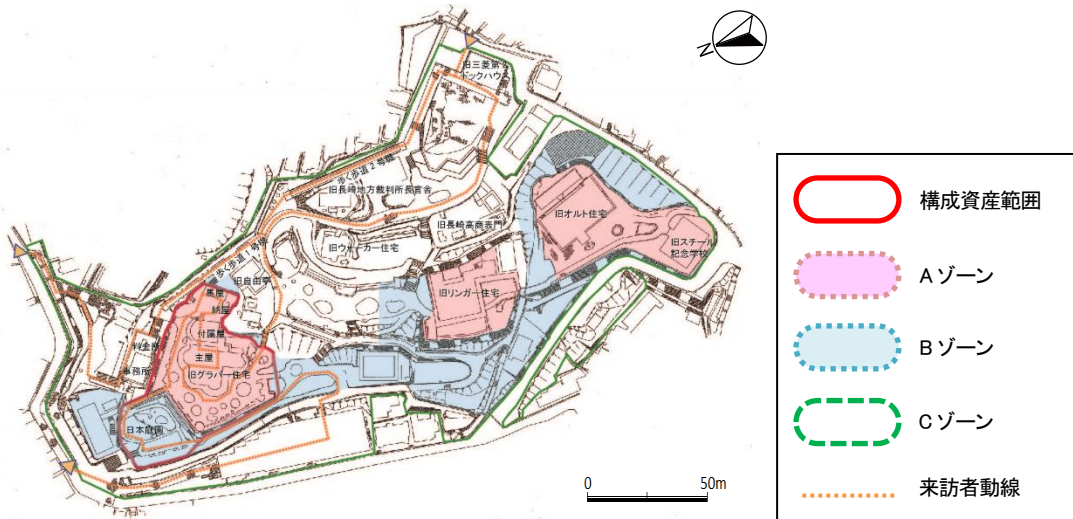 N
旧三菱第2
ドックハウス
動く歩道2号機
旧長崎地方裁判所長官舎
旧オルト住宅
旧長崎高商表門
旧スチール
記念学校
旧ウォーカー住宅
動く歩道1号機
旧自由亭
旧リンガー住宅
馬屋
納屋
付属屋
料金所
主屋
事務所
旧グラバー住宅
日本庭園
0
50m
構成資産範囲
Aゾーン
Bゾーン
Cゾーン
来訪者動線